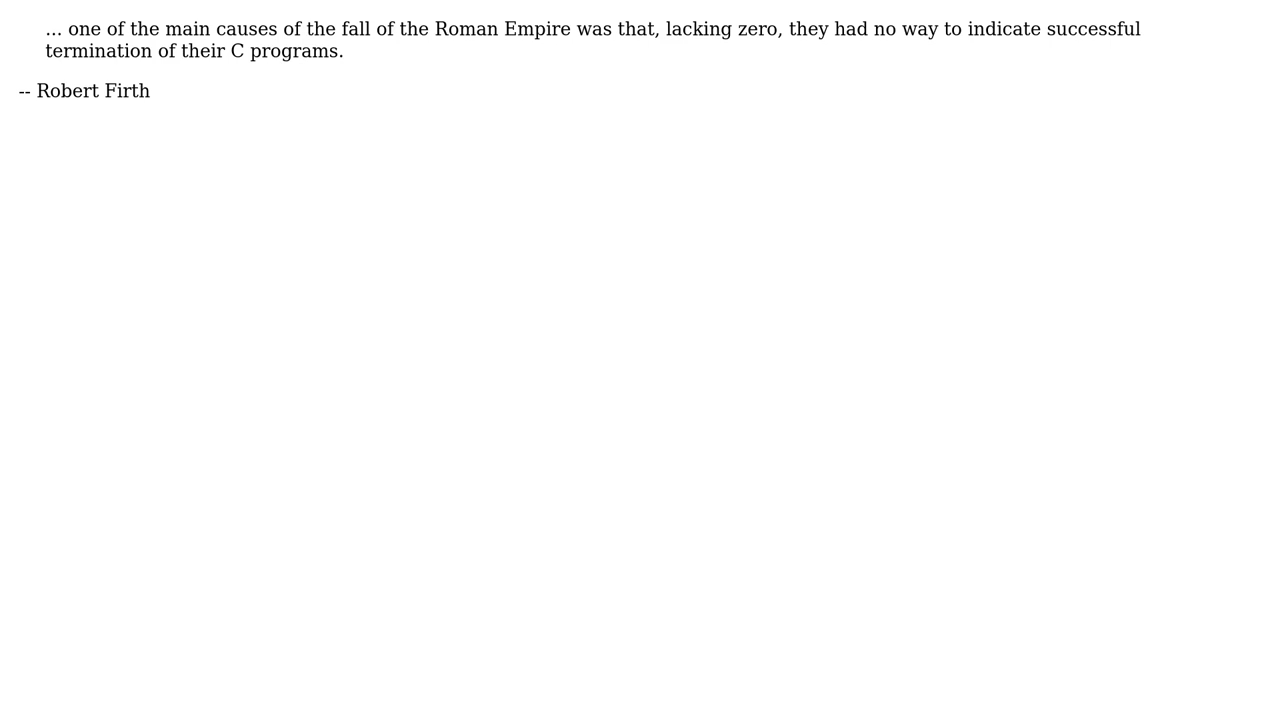 ... one of the main causes of the fall of the Roman Empire was that, lacking zero, they had no way to indicate successful
termination of their C programs.
-- Robert Firth